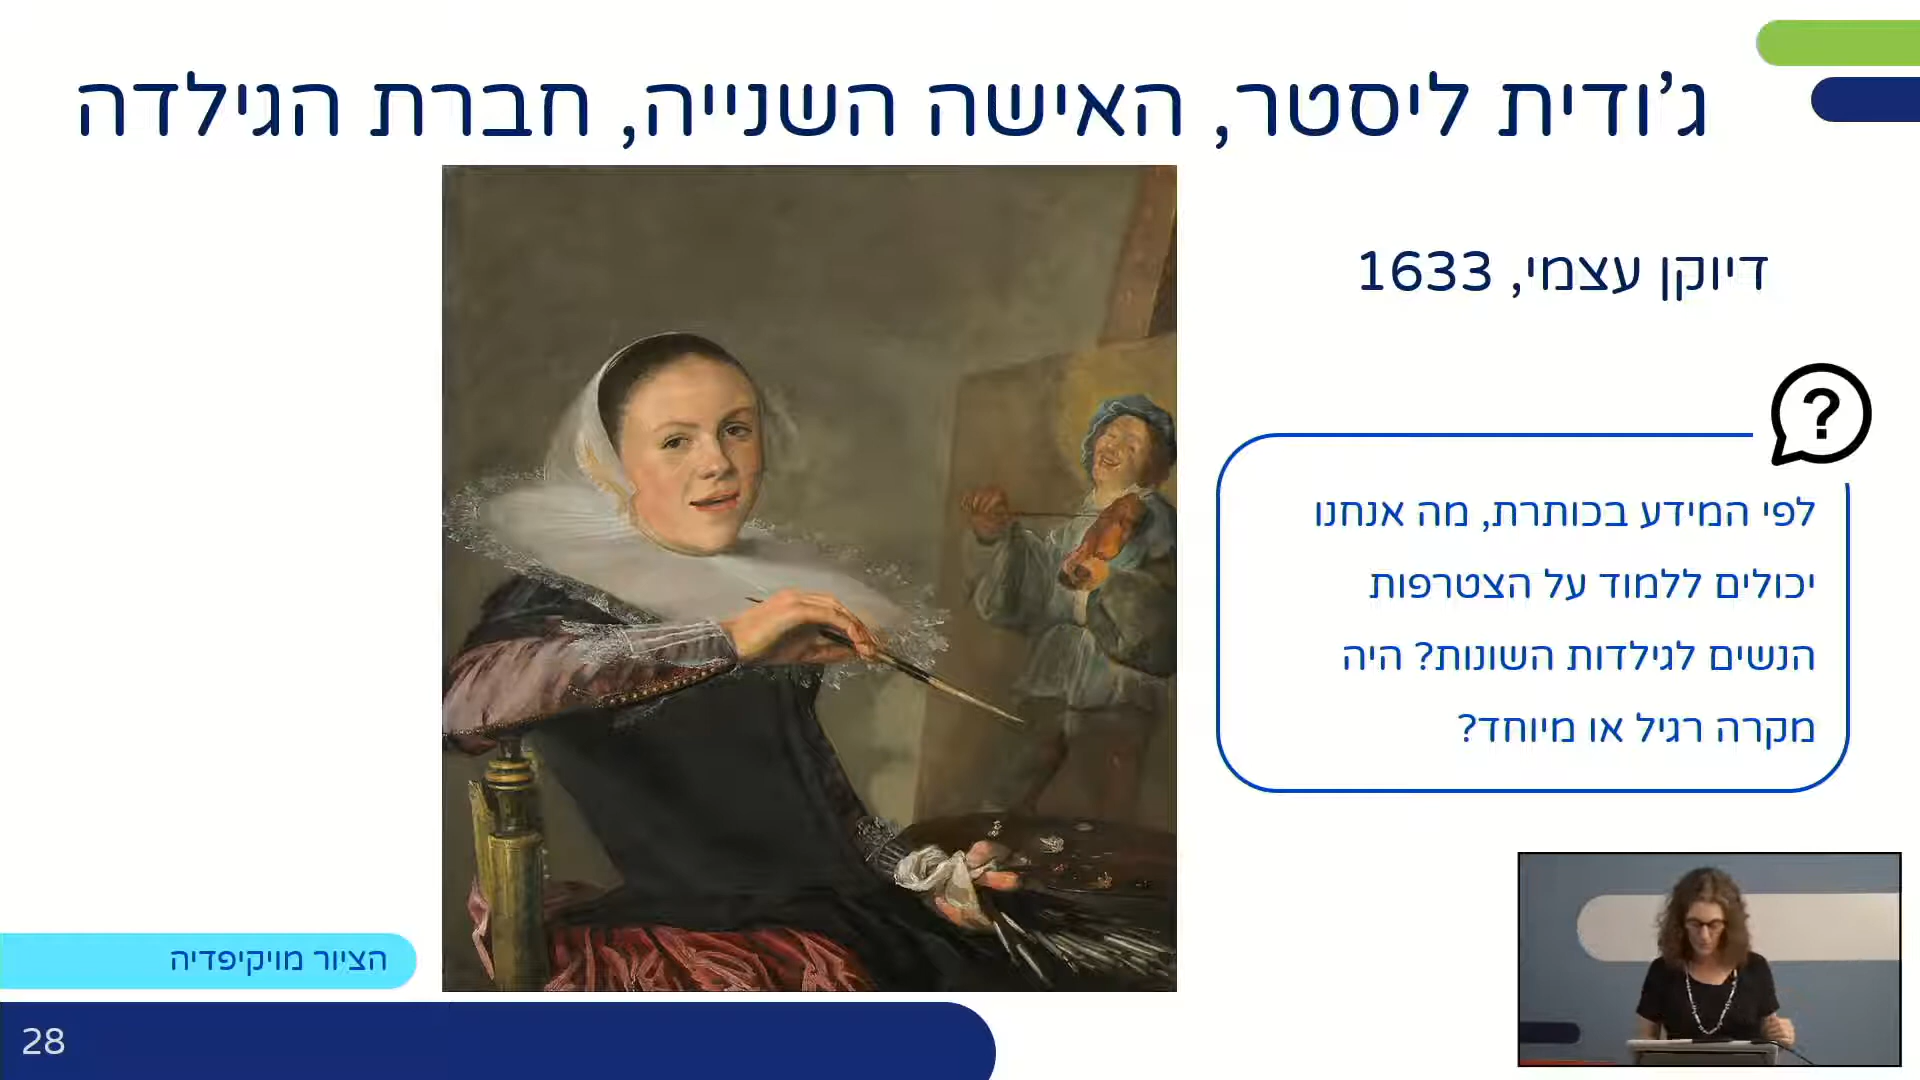 ג'ודית ליסטר, האישה השנייה, חברת הגילדה
דיוקן עצמי, 1633
?
לפי המידע בכותרת, מה אנחנו
יכולים ללמוד על הצטרפות
הנשים לגילדות השונות? היה
מקרה רגיל או מיוחד?
הציור מויקיפדיה
28